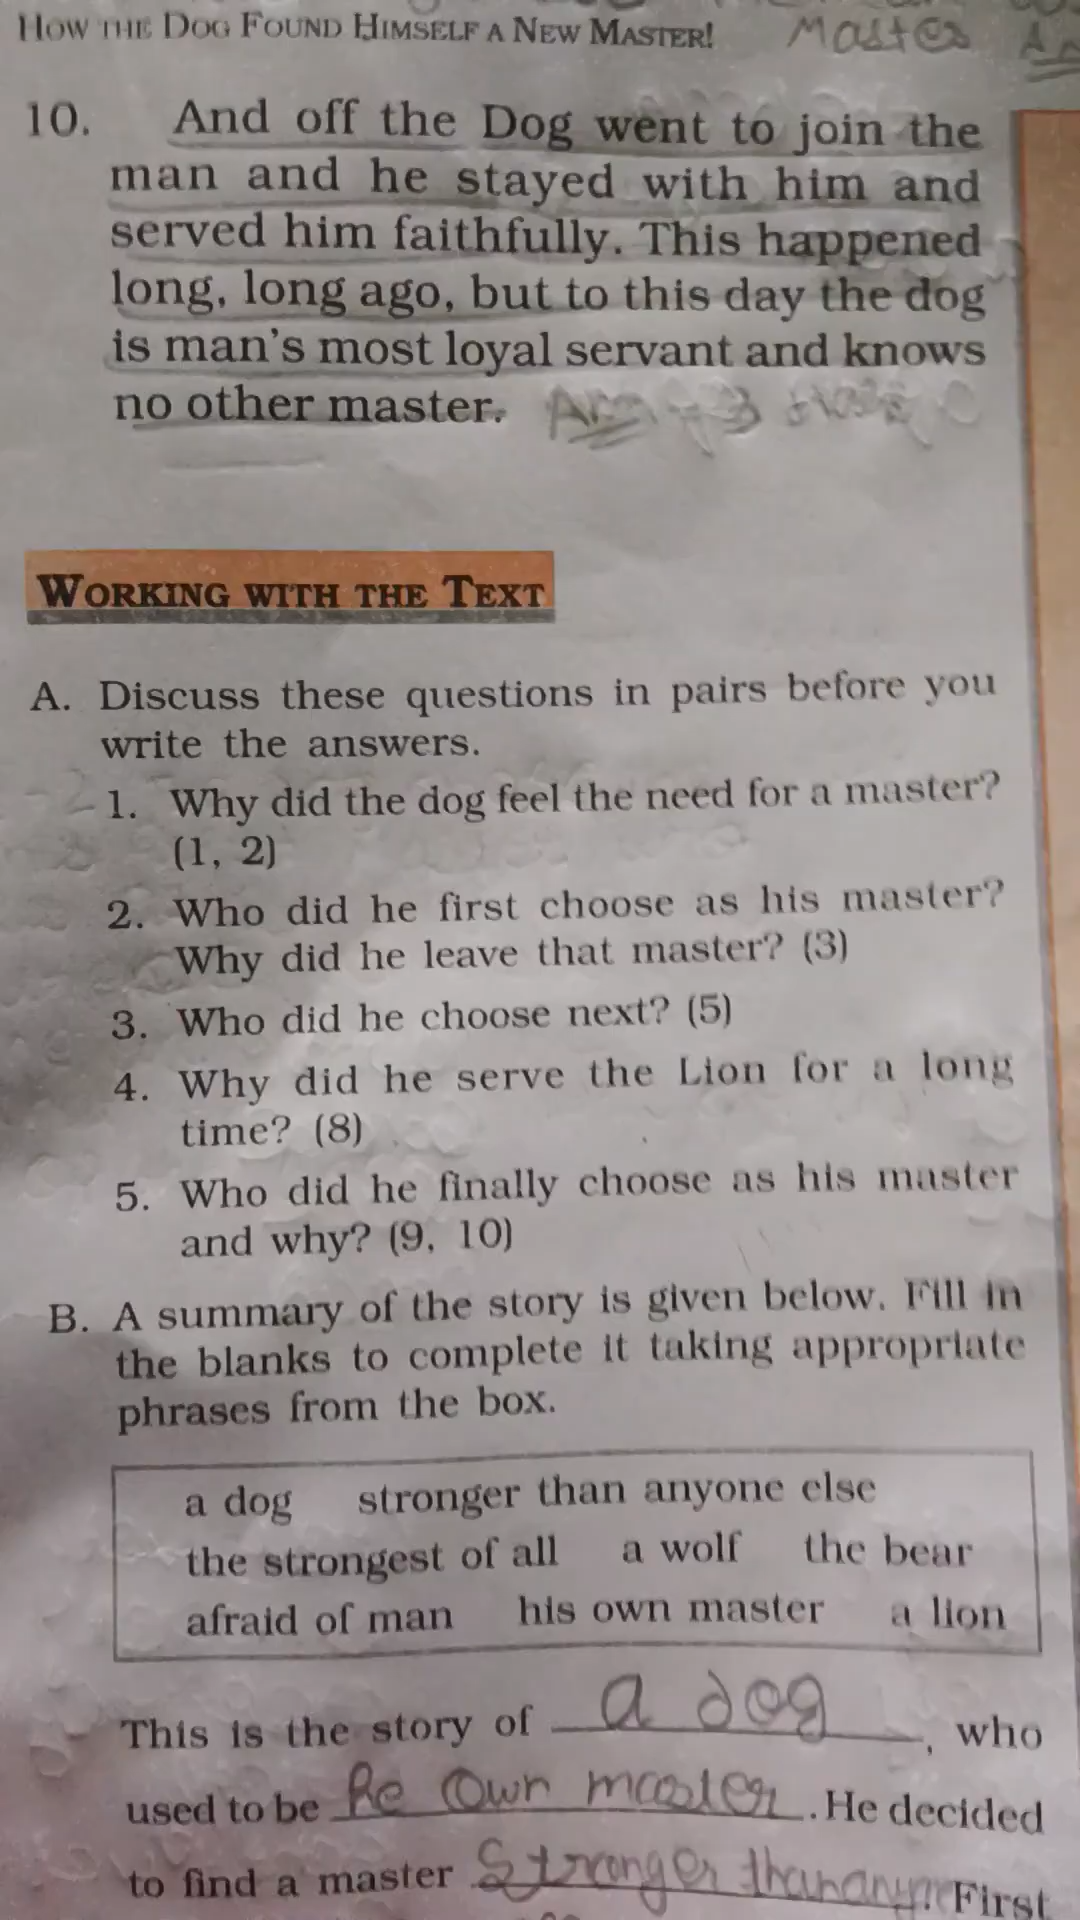 HOW THE DOG FOUND HIMSELF A NEW MASTER! Master
10. And off the Dog went to join the
man and he stayed with him and
served him faithfully. This happened
long, long ago, but to this day the dog
is man's most loyal servant and knows
no other master.
WORKING WITH THE TEXT
A. Discuss these questions in pairs before you
write the answers.
1. Why did the dog feel the need for a master?
(1, 2)
2. Who did he first choose as his master?
Why did he leave that master? (3)
3. Who did he choose next? (5)
4. Why did he serve the Lion for a long
time? (8)
5. Who did he finally choose as his master
and why? (9, 10)
B. A summary of the story is given below. Fill in
the blanks to complete it taking appropriate
phrases from the box.
a dog stronger than anyone else
the strongest of all a wolf the bear
afraid of man his own master a lion
This is the story of a dog, who
used to be he own master. He decided
to find a master Stronger than First